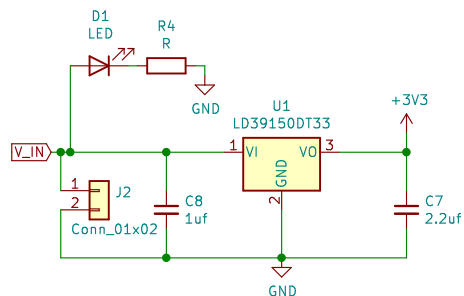 D1
LED
R4
R
GND
+3V3
U1
LD39150DT33
V_IN
1
VI
VO
3
GND
2
1
2
J2
Conn_01x02
C8
1uf
C7
2.2uf
GND